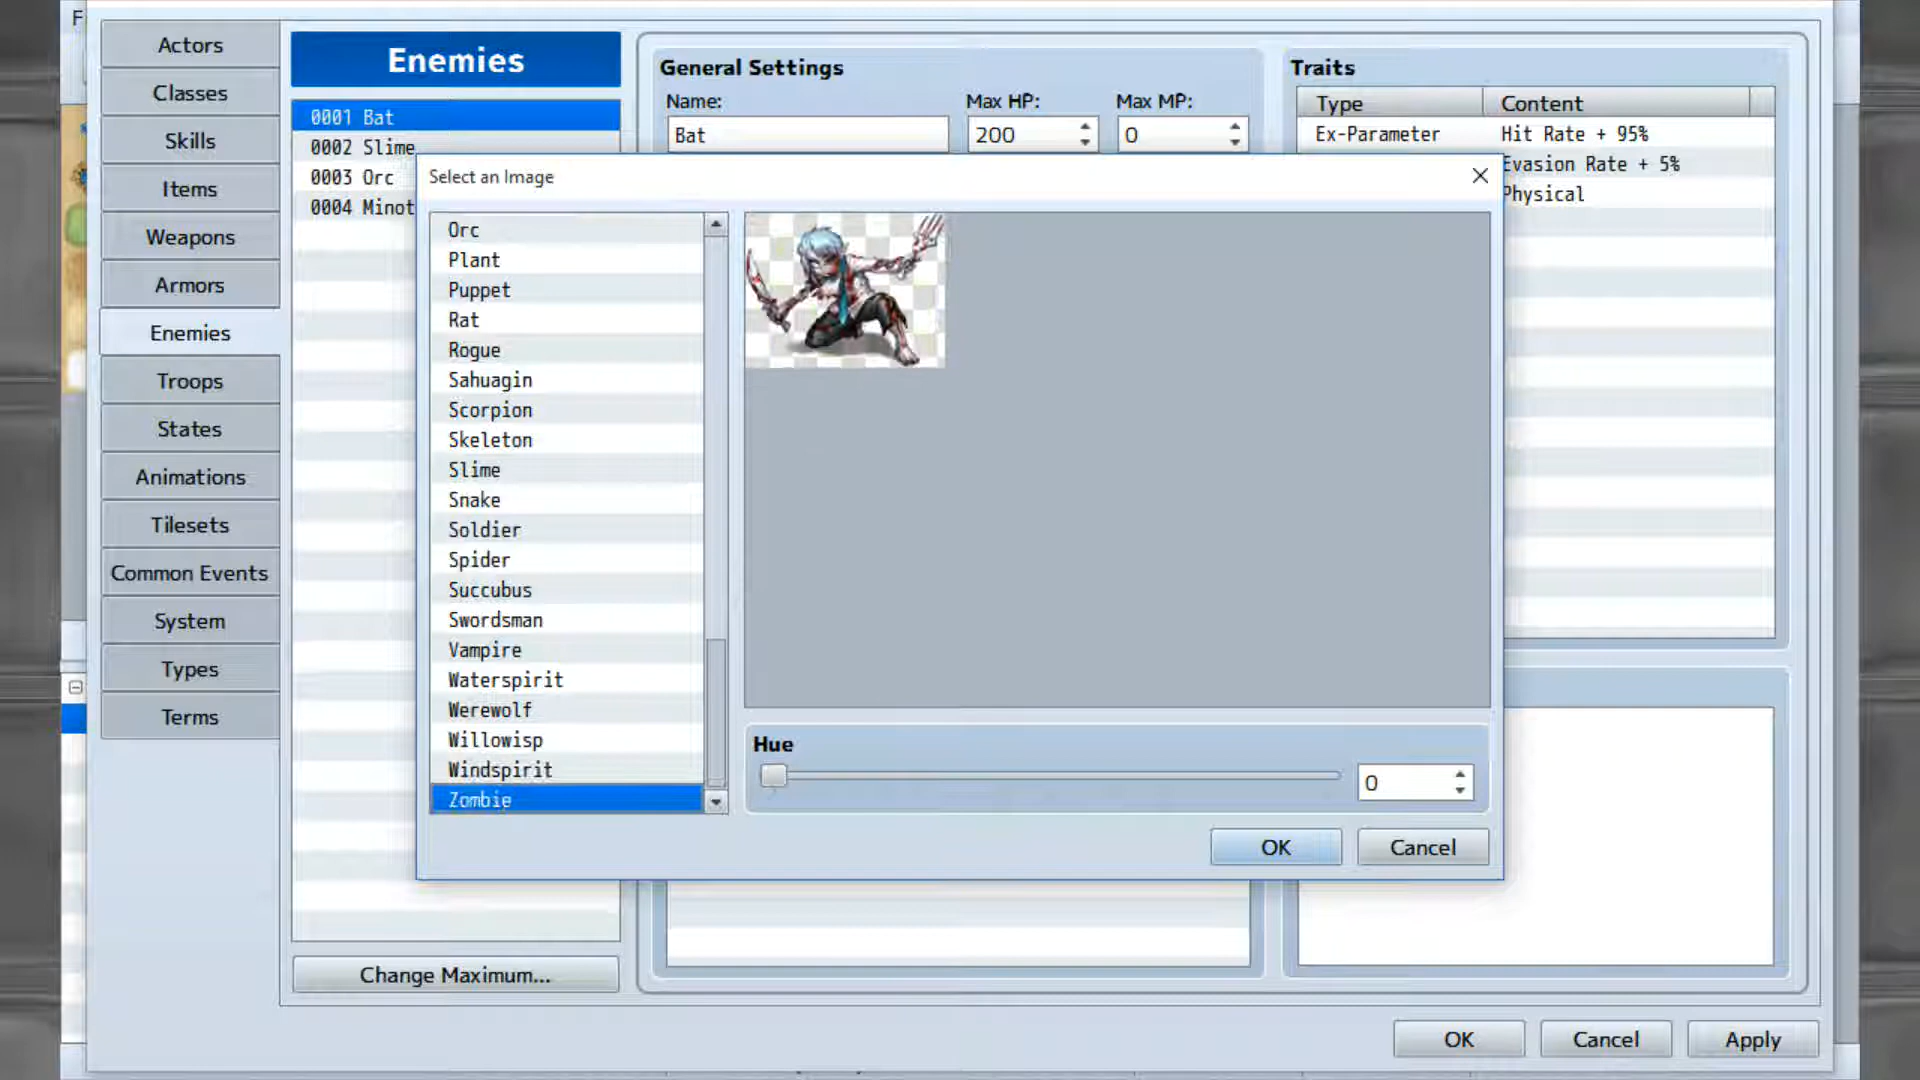 F
Actors
Classes
Skills
Items
Weapons
Armors
Enemies
Troops
States
Animations
Tilesets
Common Events
System
Types
Terms
Enemies
0001 Bat
0002 Slime
0003 Orc
0004 Minot
Change Maximum...
General Settings
Name:
Max HP:
Max MP:
Bat
200
0
Traits
Type
Content
Ex-Parameter
Hit Rate + 95%
Evasion Rate + 5%
Physical
Select an Image
Orc
Plant
Puppet
Rat
Rogue
Sahuagin
Scorpion
Skeleton
Slime
Snake
Soldier
Spider
Succubus
Swordsman
Vampire
Waterspirit
Werewolf
Willowisp
Windspirit
Zombie
Hue
0
OK
Cancel
OK
Cancel
Apply